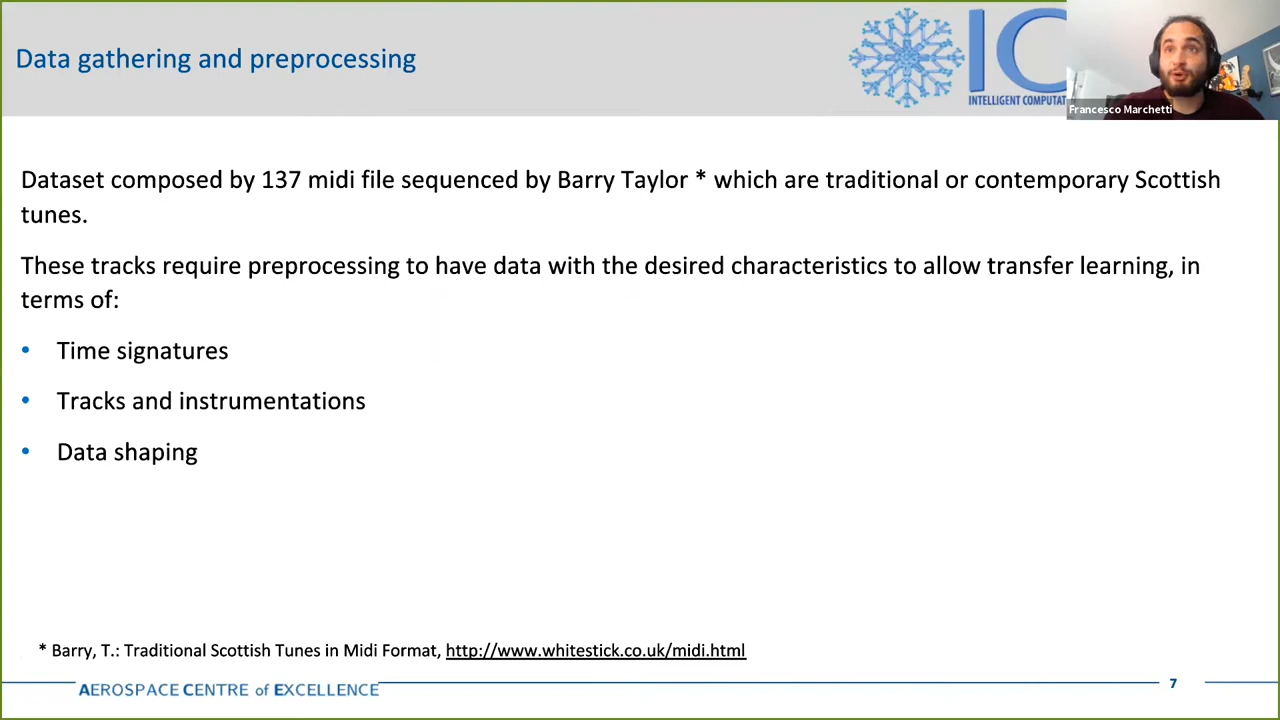 Data gathering and preprocessing
IC
INTELLIGENT COMPUTAT
Francesco Marchetti
Dataset composed by 137 midi file sequenced by Barry Taylor * which are traditional or contemporary Scottish
tunes.
These tracks require preprocessing to have data with the desired characteristics to allow transfer learning, in
terms of:
• Time signatures
• Tracks and instrumentations
• Data shaping
* Barry, T.: Traditional Scottish Tunes in Midi Format, http://www.whitestick.co.uk/midi.html
AEROSPACE CENTRE of EXCELLENCE
7